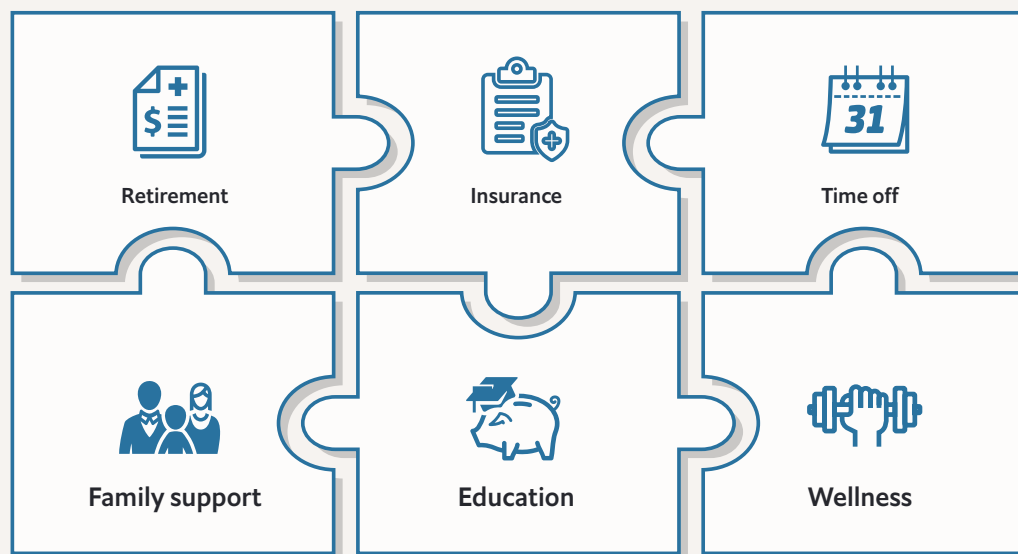 $
31
Retirement
Insurance
Time off
Family support
Education
Wellness